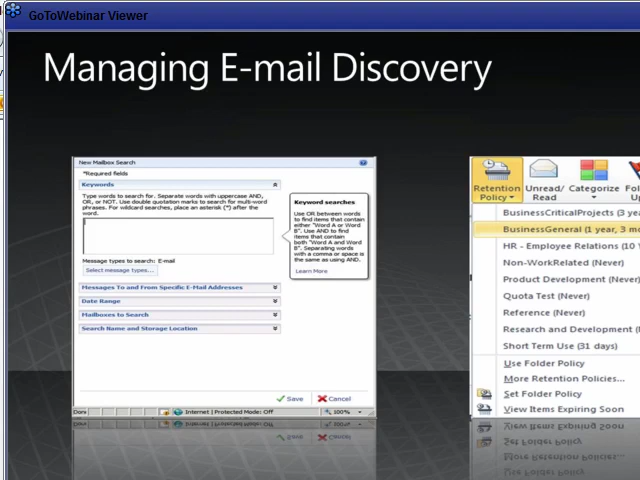 GoToWebinar Viewer
Managing E-mail Discovery
New Mailbox Search
*Required fields
Keywords
Type words to search for. Separate words with uppercase AND,
OR, or NOT. Use double quotation marks to search for multi-word
phrases. For wildcard searches, place an asterisk (*) after the
word.
Message types to search: E-mail
Select message types...
Messages To and From Specific E-Mail Addresses
Date Range
Mailboxes to Search
Search Name and Storage Location
Save
Cancel
Done
Internet | Protected Mode: Off
100%
Keyword searches
Use OR between words
to find items that contain
either "Word A or Word
B". Use AND to find
items that contain
both "Word A and Word
B". Separating words
with a comma or space is
the same as using AND.
Learn More
Retention
Policy
Unread/
Read
Categorize
Follo
Up
BusinessCriticalProjects (3 yea
BusinessGeneral (1 year, 3 mo
HR - Employee Relations (10 Y
Non-WorkRelated (Never)
Product Development (Never)
Quota Test (Never)
Reference (Never)
Research and Development (N
Short Term Use (31 days)
Use Folder Policy
More Retention Policies...
Set Folder Policy
View Items Expiring Soon